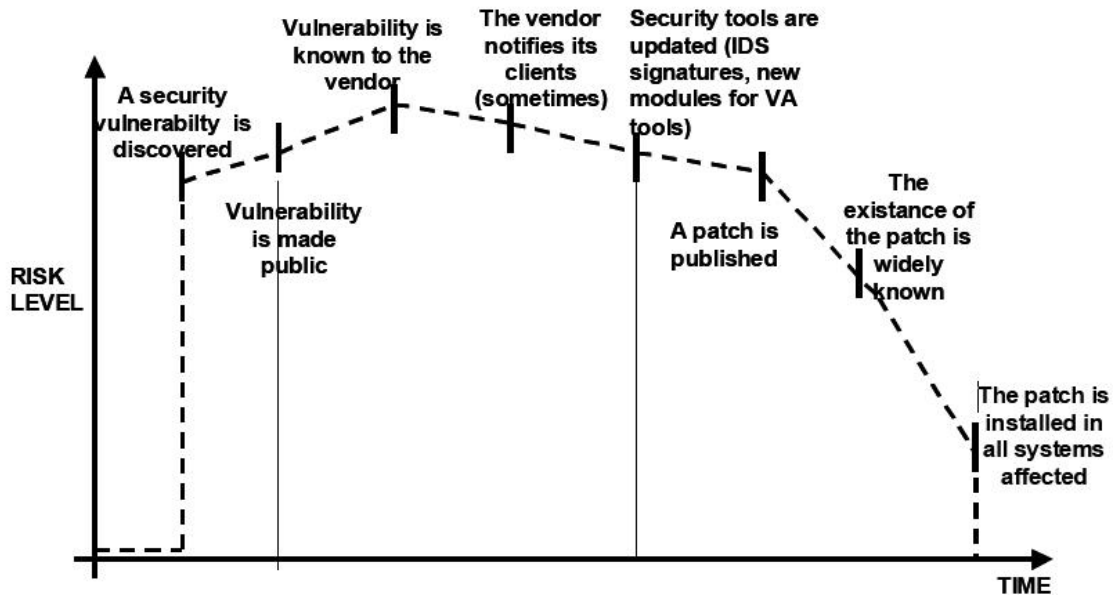 Vulnerability is
known to the
vendor
The vendor
notifies its
clients
(sometimes)
Security tools are
updated (IDS
signatures, new
modules for VA
tools)
A security
vulnerabilty is
discovered
Vulnerability
is made
public
A patch is
published
The
existance of
the patch is
widely
known
RISK
LEVEL
The patch is
installed in
all systems
affected
TIME